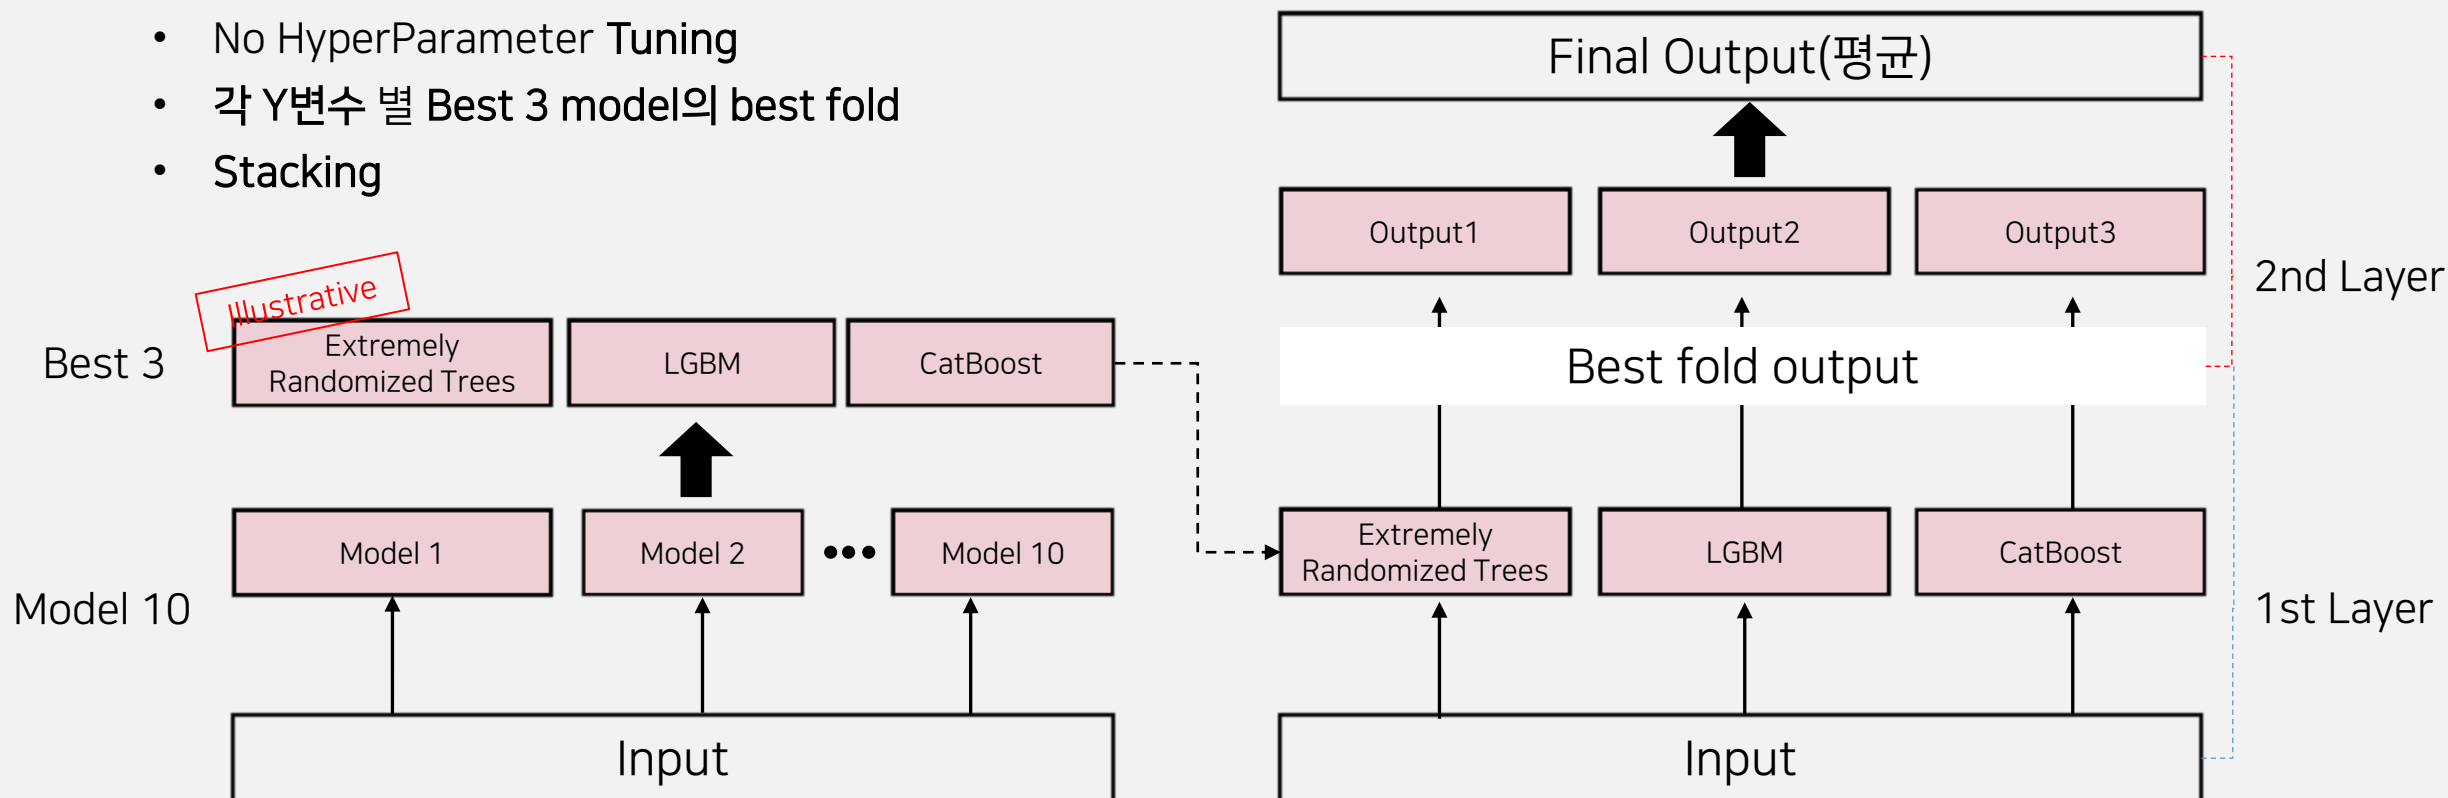 • No HyperParameter Tuning
• 각 Y변수 별 Best 3 model의 best fold
• Stacking
Illustrative
Best 3
Extremely
Randomized Trees
LGBM
CatBoost
Model 10
Model 1
Model 2
•••
Model 10
Input
Final Output(평균)
Output1
Output2
Output3
2nd Layer
Best fold output
Extremely
Randomized Trees
LGBM
CatBoost
1st Layer
Input